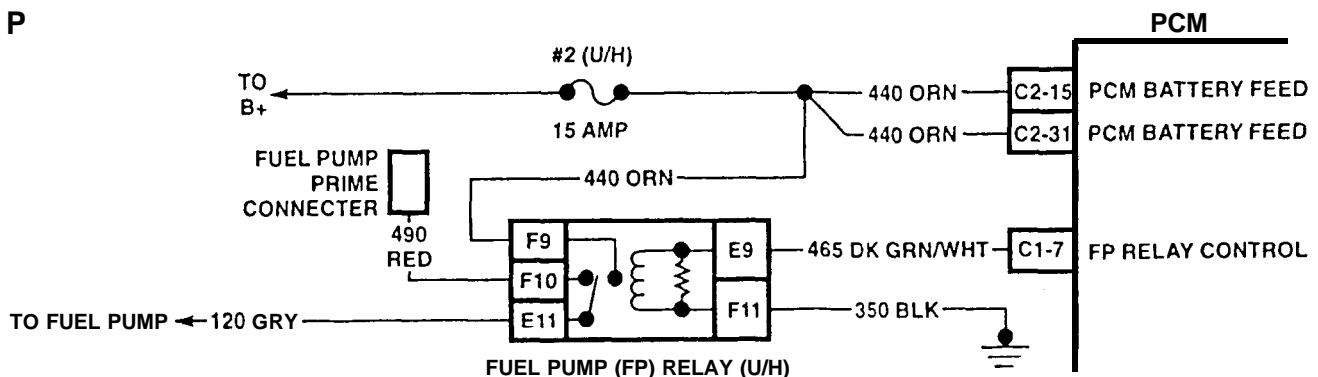 P
PCM
#2 (U/H)
TO
B+
15 AMP
440 ORN
C2-15
PCM BATTERY FEED
440 ORN
C2-31
PCM BATTERY FEED
FUEL PUMP
PRIME
CONNECTER
490
RED
440 ORN
F9
F10
E11
E9
F11
465 DK GRN/WHT
C1-7
FP RELAY CONTROL
350 BLK
TO FUEL PUMP
120 GRY
FUEL PUMP (FP) RELAY (U/H)